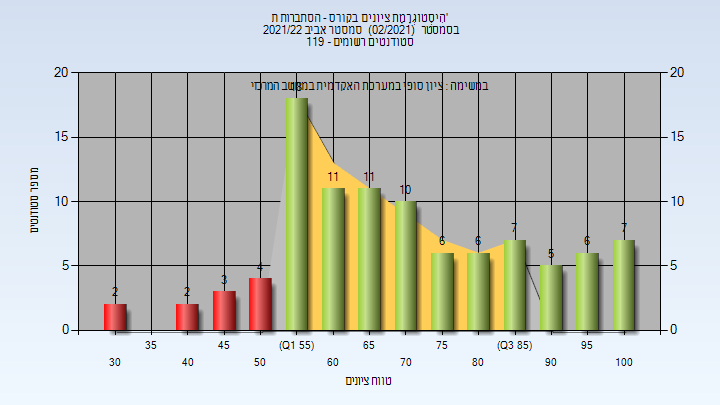 היסטוגרמת ציונים בקורס - הסתברות ת'
בסמסטר (02/2021) סמסטר אביב 2021/22
סטודנטים רשומים - 119
במשימה : ציון סופי במערכת האקדמית במחשב המרכזי
מספר סטודנטים
20 20
15 15
10 10
5 5
0 0
2 2 3 4 18 11 11 10 6 6 7 5 6 7
35 45 (Q1 55) 65 75 (Q3 85) 95
30 40 50 60 70 80 90 100
טווח ציונים